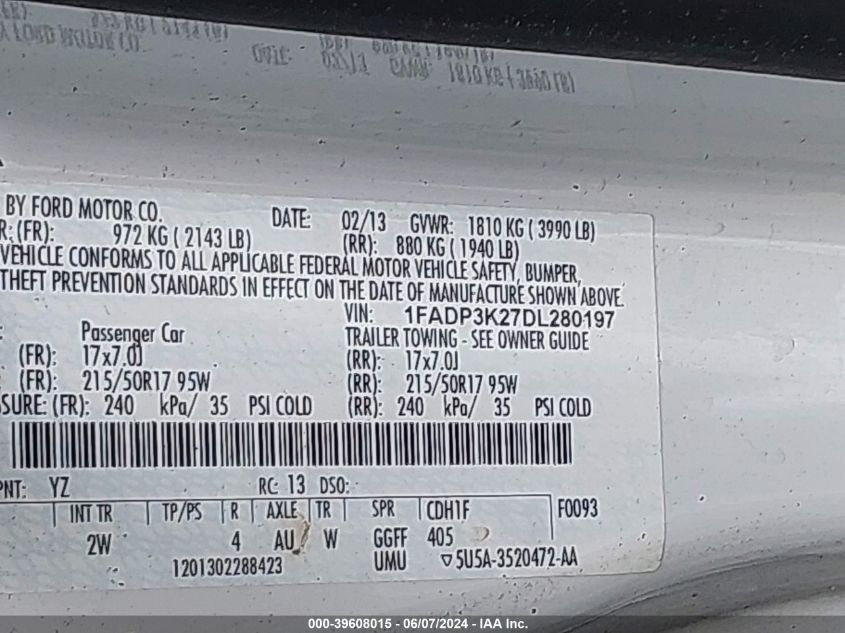 BY FORD MOTOR CO. DATE: 02/13 GVWR: 1810 KG ( 3990 LB)
R: (FR): 972 KG ( 2143 LB) (RR): 880 KG ( 1940 LB)
VEHICLE CONFORMS TO ALL APPLICABLE FEDERAL MOTOR VEHICLE SAFETY, BUMPER,
THEFT PREVENTION STANDARDS IN EFFECT ON THE DATE OF MANUFACTURE SHOWN ABOVE.
VIN: 1FADP3K27DL280197
Passenger Car TRAILER TOWING - SEE OWNER GUIDE
(FR): 17x7.0J (RR): 17x7.0J
(FR): 215/50R17 95W (RR): 215/50R17 95W
SURE: (FR): 240 kPa/ 35 PSI COLD (RR): 240 kPa/ 35 PSI COLD
PNT: YZ RC: 13 DSO:
INT TR TP/PS R AXLE TR SPR CDH1F F0093
2W 4 AU W GGFF 405
1201302288423 UMU ▽5U5A-3520472-AA
000-39608015 - 06/07/2024 - IAA Inc.